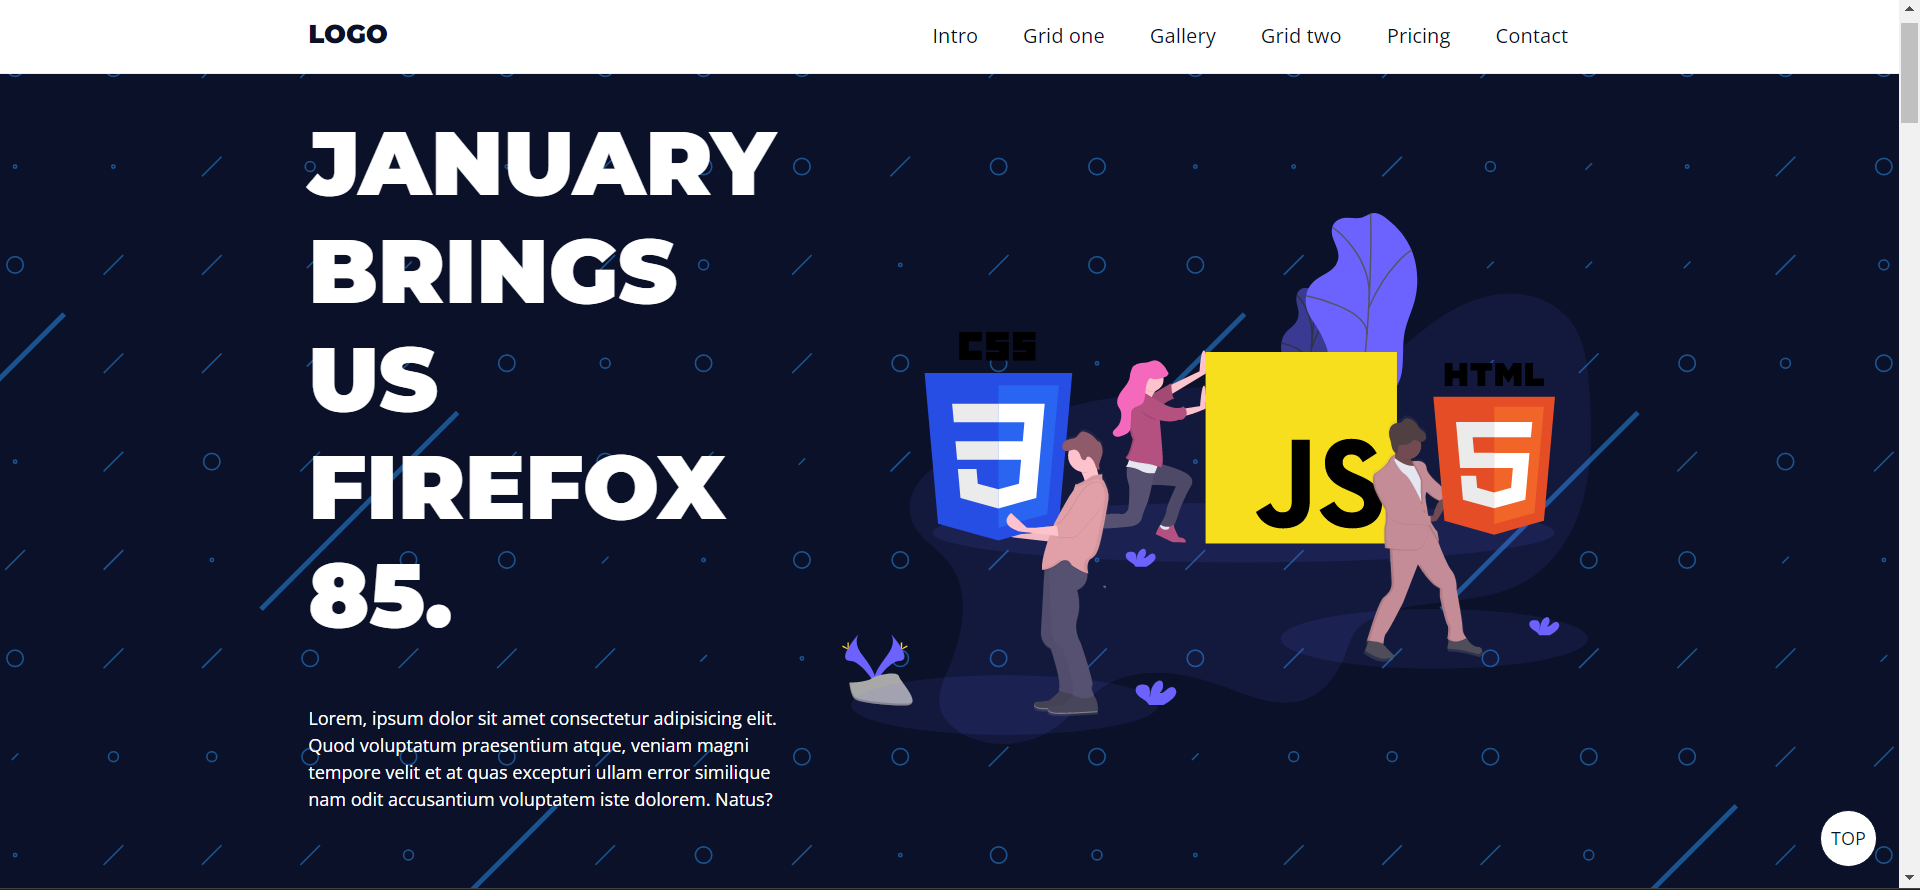 LOGO
Intro Grid one Gallery Grid two Pricing Contact
JANUARY
BRINGS
US
FIREFOX
85.
Lorem, ipsum dolor sit amet consectetur adipisicing elit.
Quod voluptatum praesentium atque, veniam magni
tempore velit et at quas excepturi ullam error similique
nam odit accusantium voluptatem iste dolorem. Natus?
CSS
3
JS
HTML
5
TOP